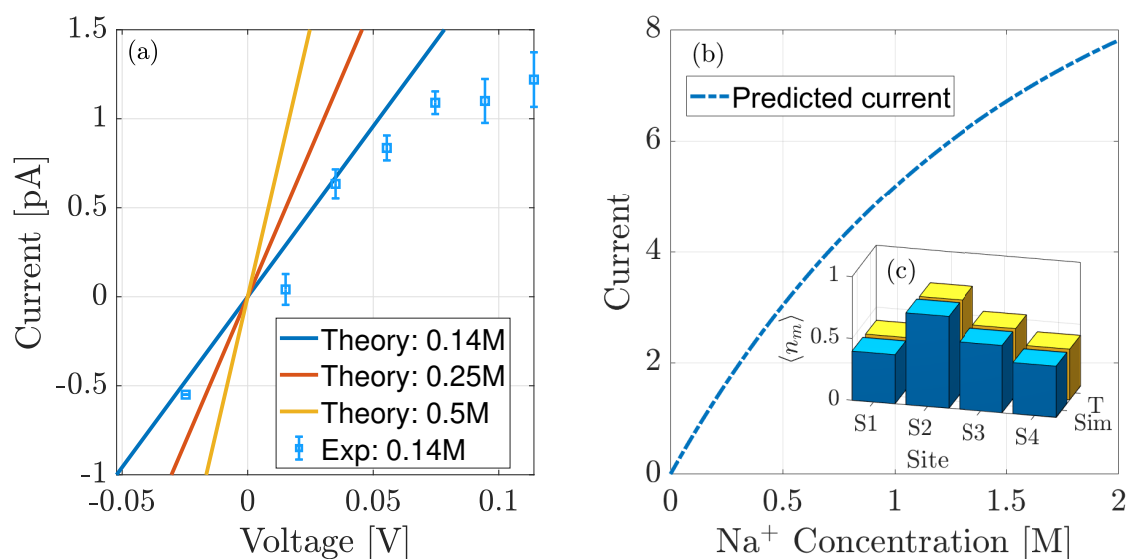 (a)
1.5
1
0.5
0
-0.5
-1
Current [pA]
-0.05
0
0.05
0.1
Voltage [V]
Theory: 0.14M
Theory: 0.25M
Theory: 0.5M
Exp: 0.14M
(b)
8
6
4
2
0
Current
Predicted current
0
0.5
1
1.5
2
Na⁺ Concentration [M]
(c)
1
0.5
0
⟨nₘ⟩
S1
S2
S3
S4
Site
T
Sim